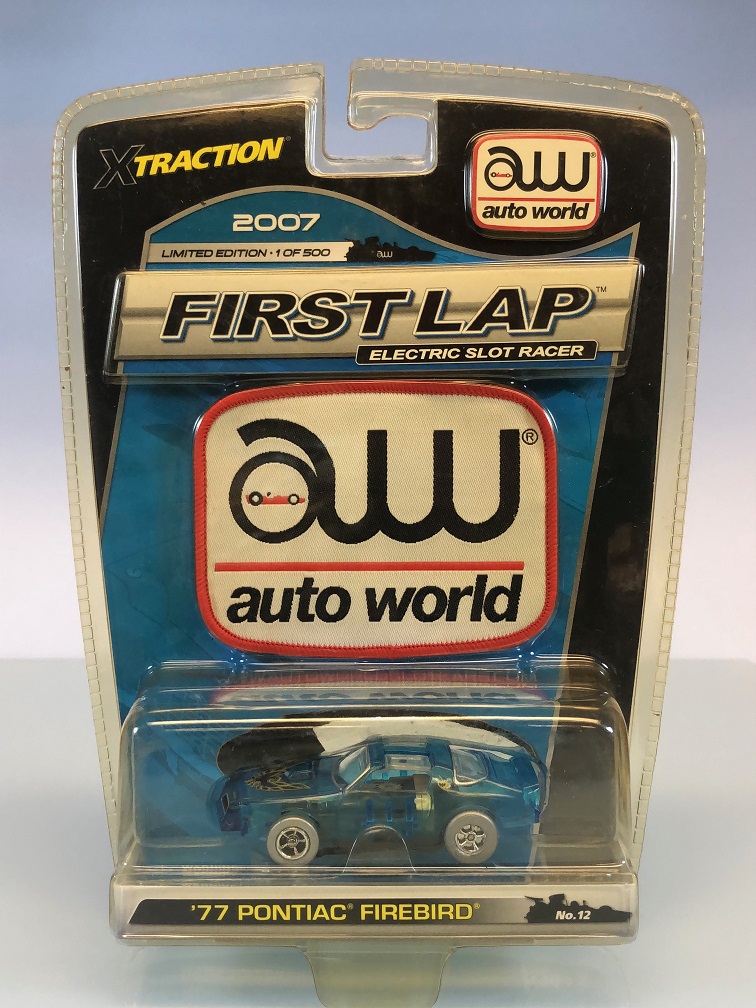 XTRACTION®
aw®
auto world
2007
LIMITED EDITION · 1 OF 500
aw
FIRST LAP™
ELECTRIC SLOT RACER
aw®
auto world
'77 PONTIAC® FIREBIRD®
No.12